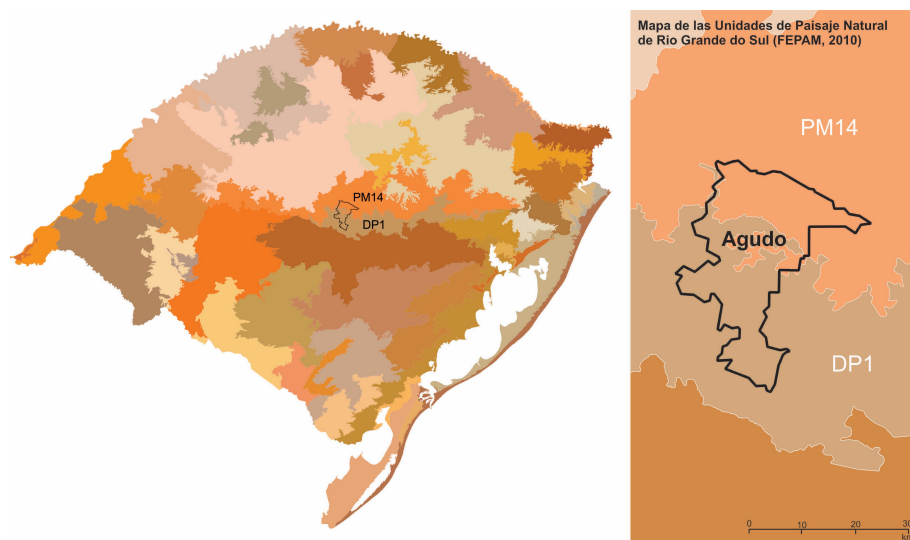 PM14
DP1
Mapa de las Unidades de Paisaje Natural
de Rio Grande do Sul (FEPAM, 2010)
PM14
Agudo
DP1
0 10 20 30
km